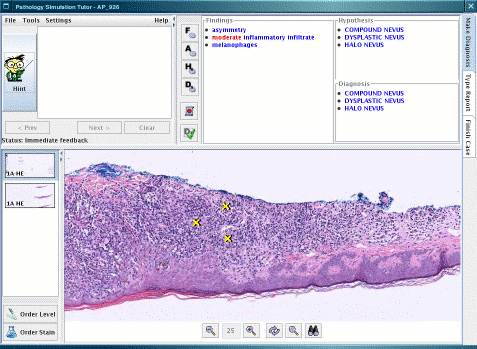 Pathology Simulation Tutor - AP_926
File Tools Settings Help
Hint
< Prev Next > Clear
Status: Immediate feedback
F
A
H
D
D
Findings
asymmetry
moderate inflammatory infiltrate
melanophages
Hypothesis
COMPOUND NEVUS
DYSPLASTIC NEVUS
HALO NEVUS
Diagnosis
COMPOUND NEVUS
DYSPLASTIC NEVUS
HALO NEVUS
Make Diagnosis
Type Report
Finish Case
1A HE
1A HE
Order Level
Order Stain
25